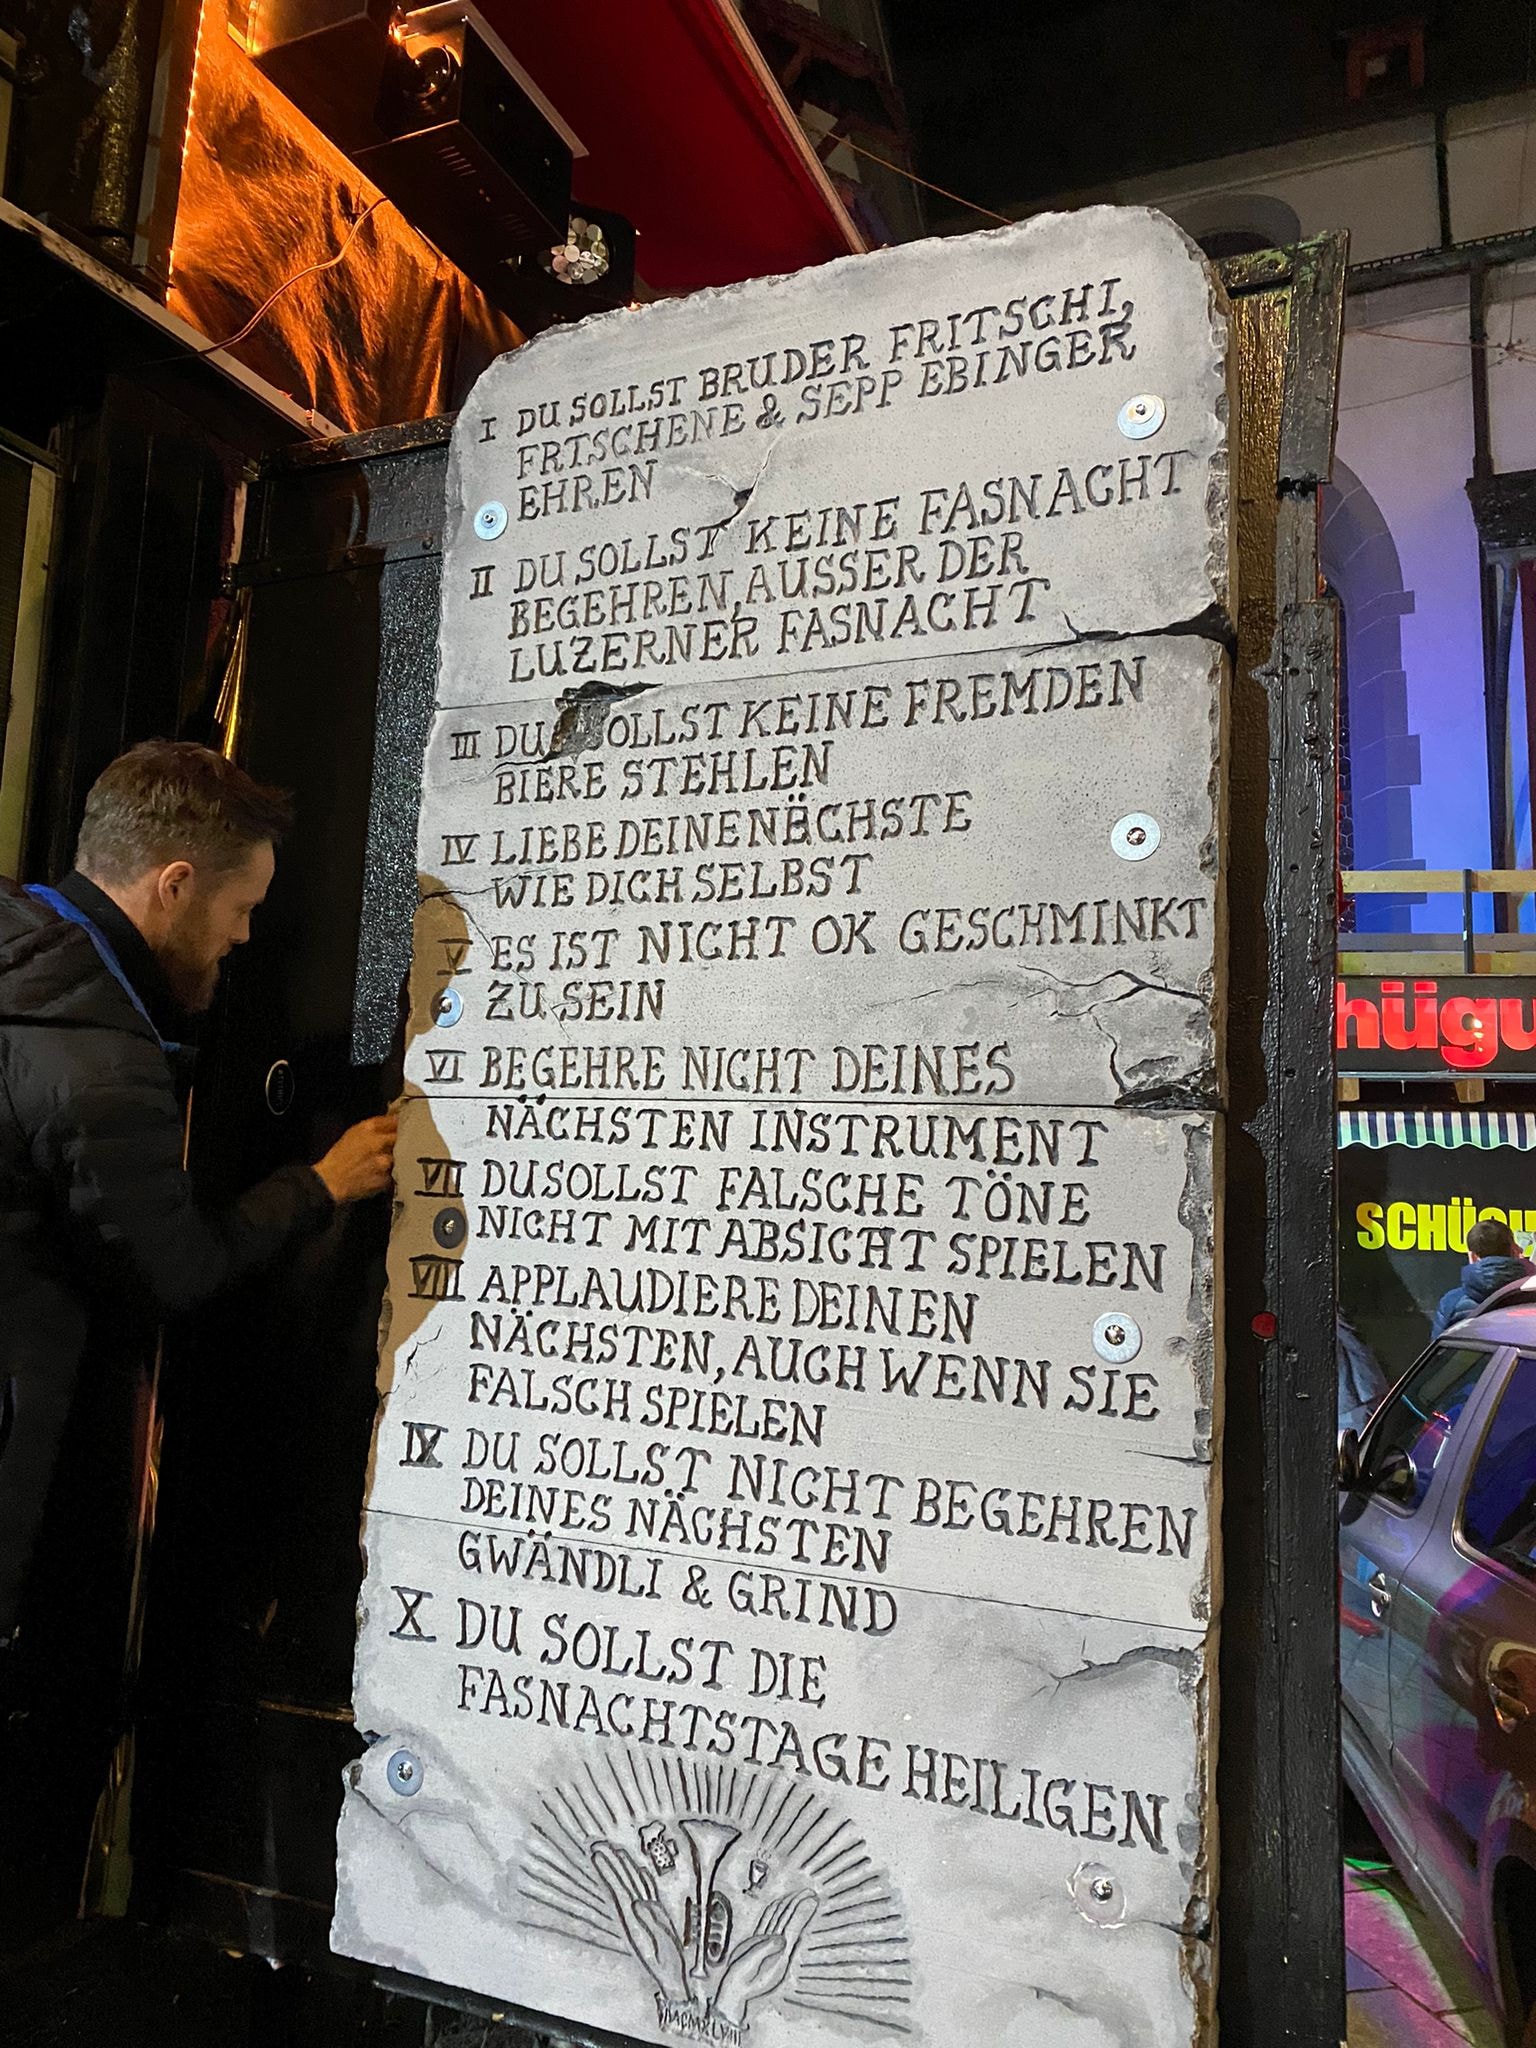 I DU SOLLST BRUDER FRITSCHI,
FRTSCHENE & SEPP EBINGER
EHREN
II DU SOLLST KEINE FASNACHT
BEGEHREN, AUSSER DER
LUZERNER FASNACHT
III DU SOLLST KEINE FREMDEN
BIERE STEHLEN
IV LIEBE DEINE NÄCHSTE
WIE DICH SELBST
V ES IST NICHT OK GESCHMINKT
ZU SEIN
VI BEGEHRE NICHT DEINES
NÄCHSTEN INSTRUMENT
VII DU SOLLST FALSCHE TÖNE
NICHT MIT ABSICHT SPIELEN
VIII APPLAUDIERE DEINEN
NÄCHSTEN, AUCH WENN SIE
FALSCH SPIELEN
IX DU SOLLST NICHT BEGEHREN
DEINES NÄCHSTEN
GWÄNDLI & GRIND
X DU SOLLST DIE
FASNACHTSTAGE HEILIGEN
MCMXLVIII
hügu
SCHÜ